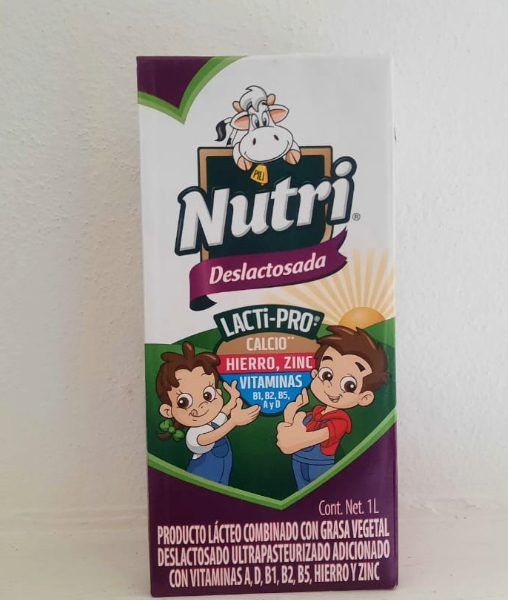 PILI
Nutri®
Deslactosada
LACTi-PRO®
CALCIO**
HIERRO, ZINC
VITAMINAS
B1, B2, B5,
A y D
Cont. Net. 1L
PRODUCTO LÁCTEO COMBINADO CON GRASA VEGETAL
DESLACTOSADO ULTRAPASTEURIZADO ADICIONADO
CON VITAMINAS A, D, B1, B2, B5, HIERRO Y ZINC